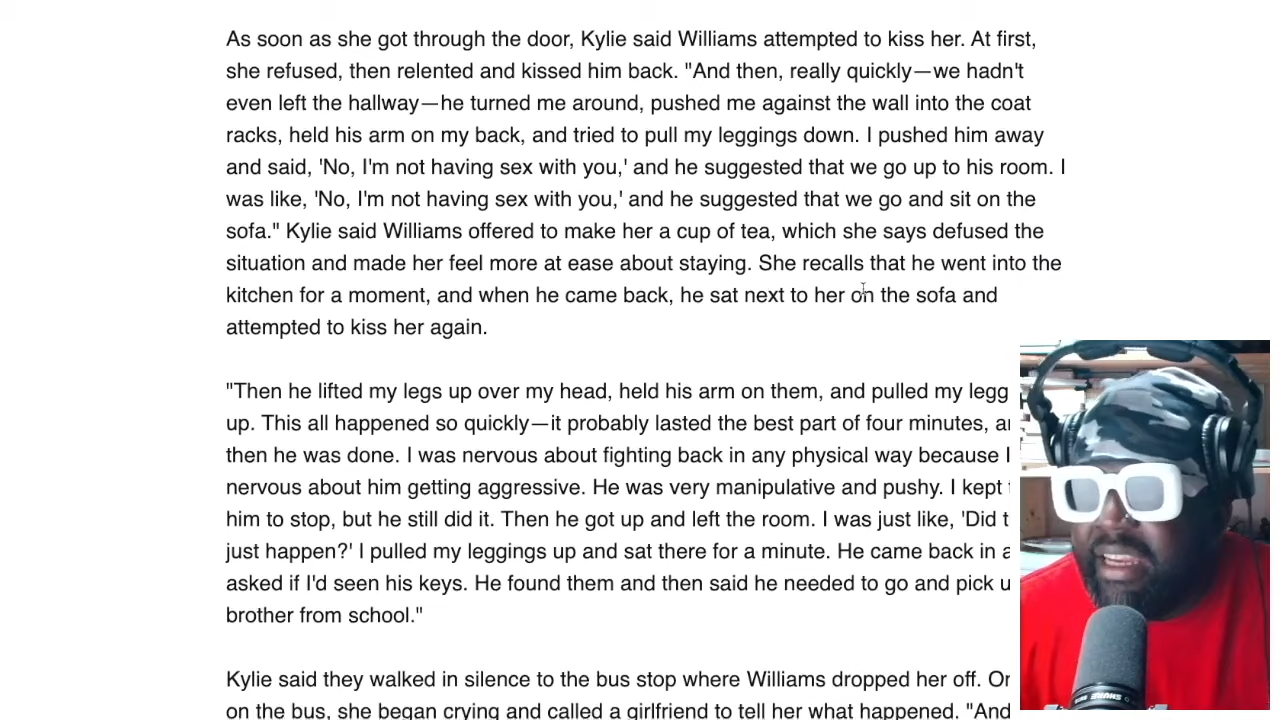 As soon as she got through the door, Kylie said Williams attempted to kiss her. At first,
she refused, then relented and kissed him back. "And then, really quickly—we hadn't
even left the hallway—he turned me around, pushed me against the wall into the coat
racks, held his arm on my back, and tried to pull my leggings down. I pushed him away
and said, 'No, I'm not having sex with you,' and he suggested that we go up to his room. I
was like, 'No, I'm not having sex with you,' and he suggested that we go and sit on the
sofa." Kylie said Williams offered to make her a cup of tea, which she says defused the
situation and made her feel more at ease about staying. She recalls that he went into the
kitchen for a moment, and when he came back, he sat next to her on the sofa and
attempted to kiss her again.
"Then he lifted my legs up over my head, held his arm on them, and pulled my legg
up. This all happened so quickly—it probably lasted the best part of four minutes,
then he was done. I was nervous about fighting back in any physical way because I
nervous about him getting aggressive. He was very manipulative and pushy. I kept
him to stop, but he still did it. Then he got up and left the room. I was just like, 'Did
just happen?' I pulled my leggings up and sat there for a minute. He came back in
asked if I'd seen his keys. He found them and then said he needed to go and pick
brother from school."
Kylie said they walked in silence to the bus stop where Williams dropped her off.
on the bus, she began crying and called a girlfriend to tell her what happened. "And
SHURE